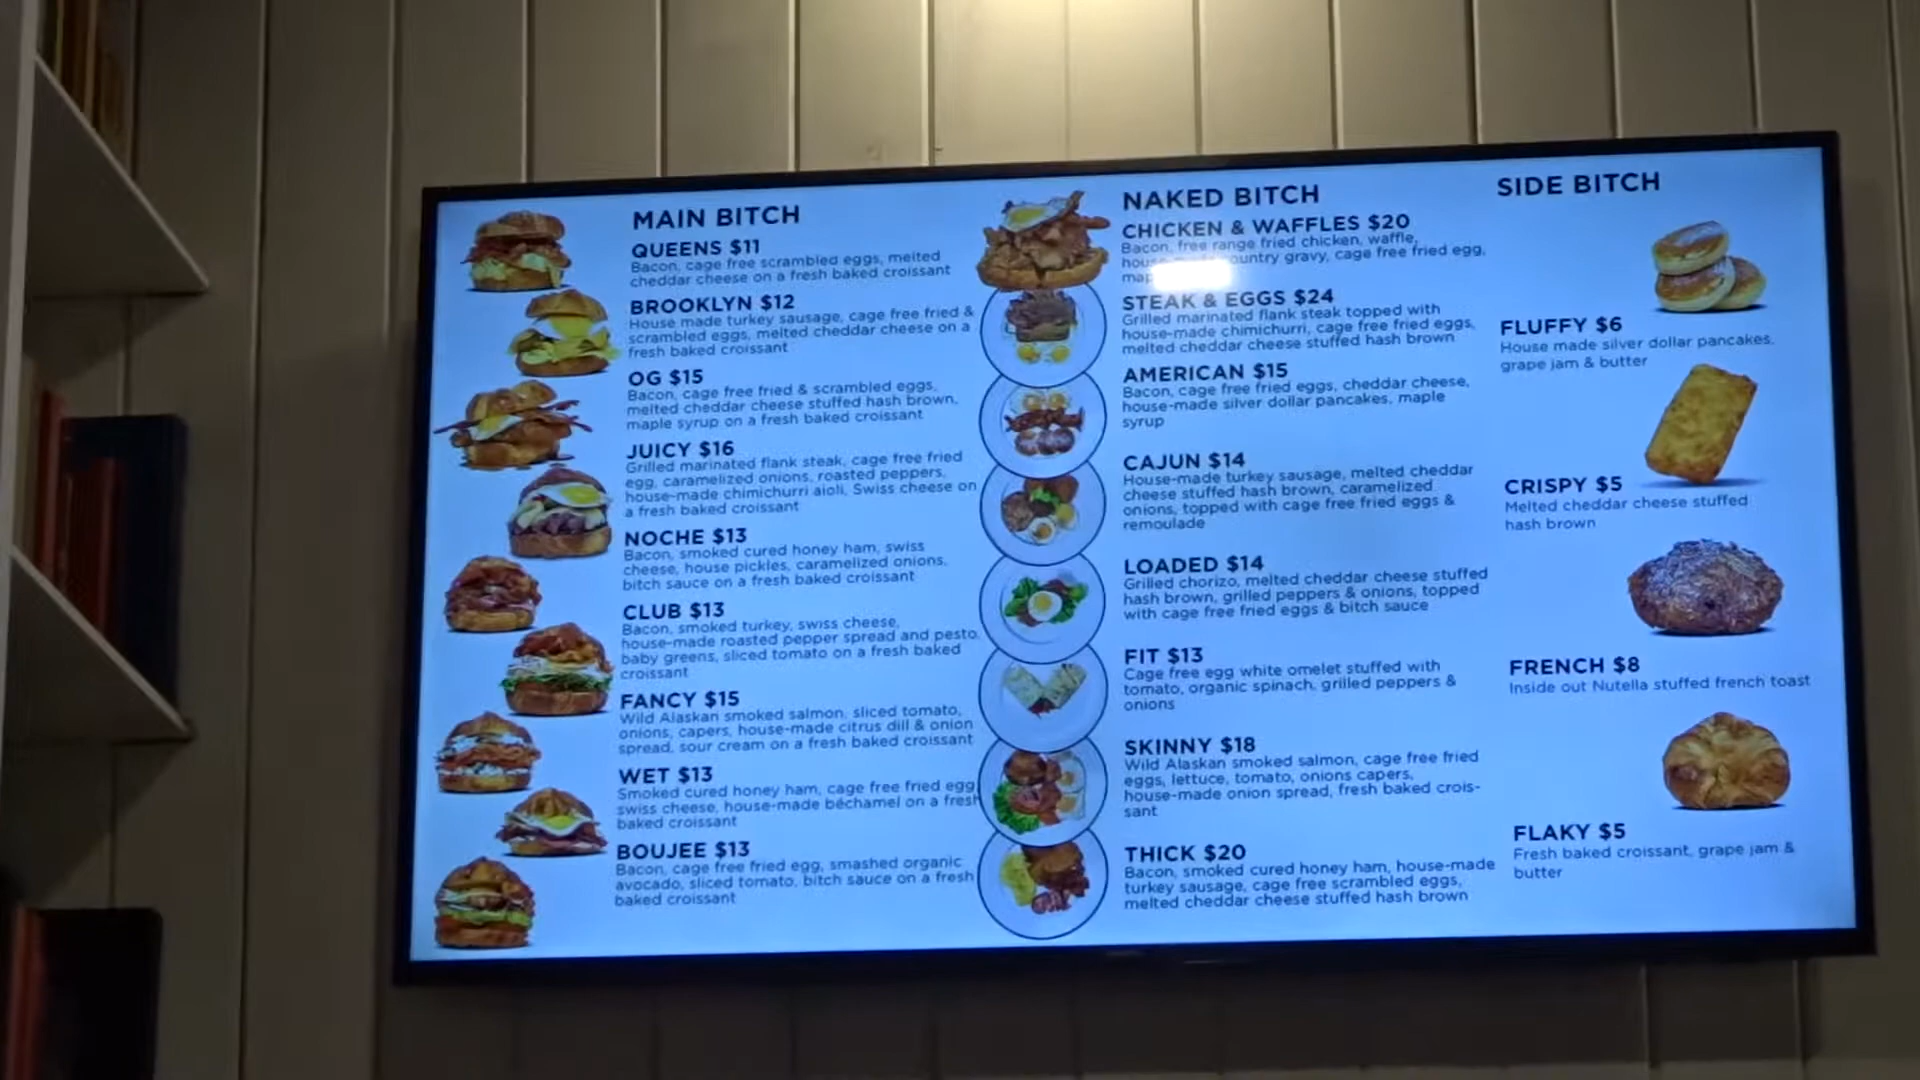 MAIN BITCH
QUEENS $11
Bacon, cage free scrambled eggs, melted
cheddar cheese on a fresh baked croissant
BROOKLYN $12
House made turkey sausage, cage free fried &
scrambled eggs, melted cheddar cheese on a
fresh baked croissant
OG $15
Bacon, cage free fried & scrambled eggs,
melted cheddar cheese stuffed hash brown,
maple syrup on a fresh baked croissant
JUICY $16
Grilled marinated flank steak, cage free fried
egg, caramelized onions, roasted peppers,
house-made chimichurri aioli, Swiss cheese on
a fresh baked croissant
NOCHE $13
Bacon, smoked cured honey ham, swiss
cheese, house pickles, caramelized onions,
bitch sauce on a fresh baked croissant
CLUB $13
Bacon, smoked turkey, swiss cheese,
house-made roasted pepper spread and pesto,
baby greens, sliced tomato on a fresh baked
croissant
FANCY $15
Wild Alaskan smoked salmon, sliced tomato,
onions, capers, house-made citrus dill & onion
spread, sour cream on a fresh baked croissant
WET $13
Smoked cured honey ham, cage free fried egg
swiss cheese, house-made béchamel on a fresh
baked croissant
BOUJEE $13
Bacon, cage free fried egg, smashed organic
avocado, sliced tomato, bitch sauce on a fresh
baked croissant
NAKED BITCH
CHICKEN & WAFFLES $20
Bacon, free range fried chicken, waffle,
country gravy, cage free fried egg,
STEAK & EGGS $24
Grilled marinated flank steak topped with
house-made chimichurri, cage free fried eggs,
melted cheddar cheese stuffed hash brown
AMERICAN $15
Bacon, cage free fried eggs, cheddar cheese,
house-made silver dollar pancakes, maple
syrup
CAJUN $14
House-made turkey sausage, melted cheddar
cheese stuffed hash brown, caramelized
onions, topped with cage free fried eggs &
remoulade
LOADED $14
Grilled chorizo, melted cheddar cheese stuffed
hash brown, grilled peppers & onions, topped
with cage free fried eggs & bitch sauce
FIT $13
Cage free egg white omelet stuffed with
tomato, organic spinach, grilled peppers &
onions
SKINNY $18
Wild Alaskan smoked salmon, cage free fried
eggs, lettuce, tomato, onions capers,
house-made onion spread, fresh baked crois-
sant
THICK $20
Bacon, smoked cured honey ham, house-made
turkey sausage, cage free scrambled eggs,
melted cheddar cheese stuffed hash brown
SIDE BITCH
FLUFFY $6
House made silver dollar pancakes,
grape jam & butter
CRISPY $5
Melted cheddar cheese stuffed
hash brown
FRENCH $8
Inside out Nutella stuffed french toast
FLAKY $5
Fresh baked croissant, grape jam &
butter